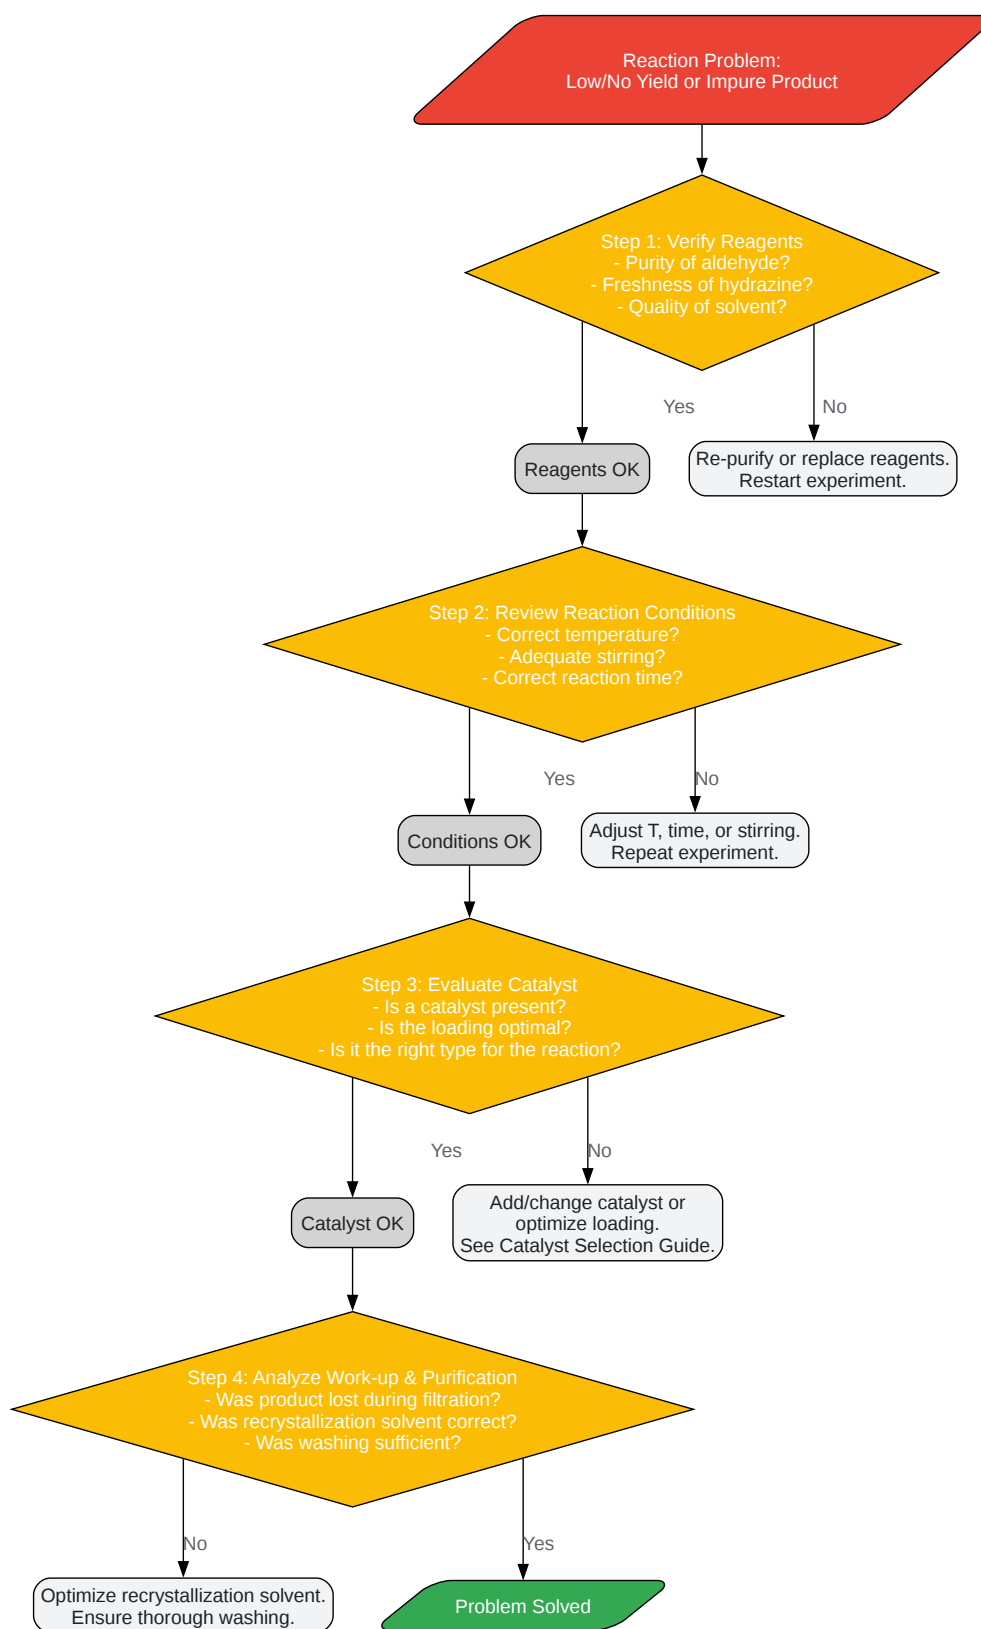 Reaction Problem:
Low/No Yield or Impure Product
Step 1: Verify Reagents
- Purity of aldehyde?
- Freshness of hydrazine?
- Quality of solvent?
Yes
No
Reagents OK
Re-purify or replace reagents.
Restart experiment.
Step 2: Review Reaction Conditions
- Correct temperature?
- Adequate stirring?
- Correct reaction time?
Yes
No
Conditions OK
Adjust T, time, or stirring.
Repeat experiment.
Step 3: Evaluate Catalyst
- Is a catalyst present?
- Is the loading optimal?
- Is it the right type for the reaction?
Yes
No
Catalyst OK
Add/change catalyst or
optimize loading.
See Catalyst Selection Guide.
Step 4: Analyze Work-up & Purification
- Was product lost during filtration?
- Was recrystallization solvent correct?
- Was washing sufficient?
No
Yes
Optimize recrystallization solvent.
Ensure thorough washing.
Problem Solved